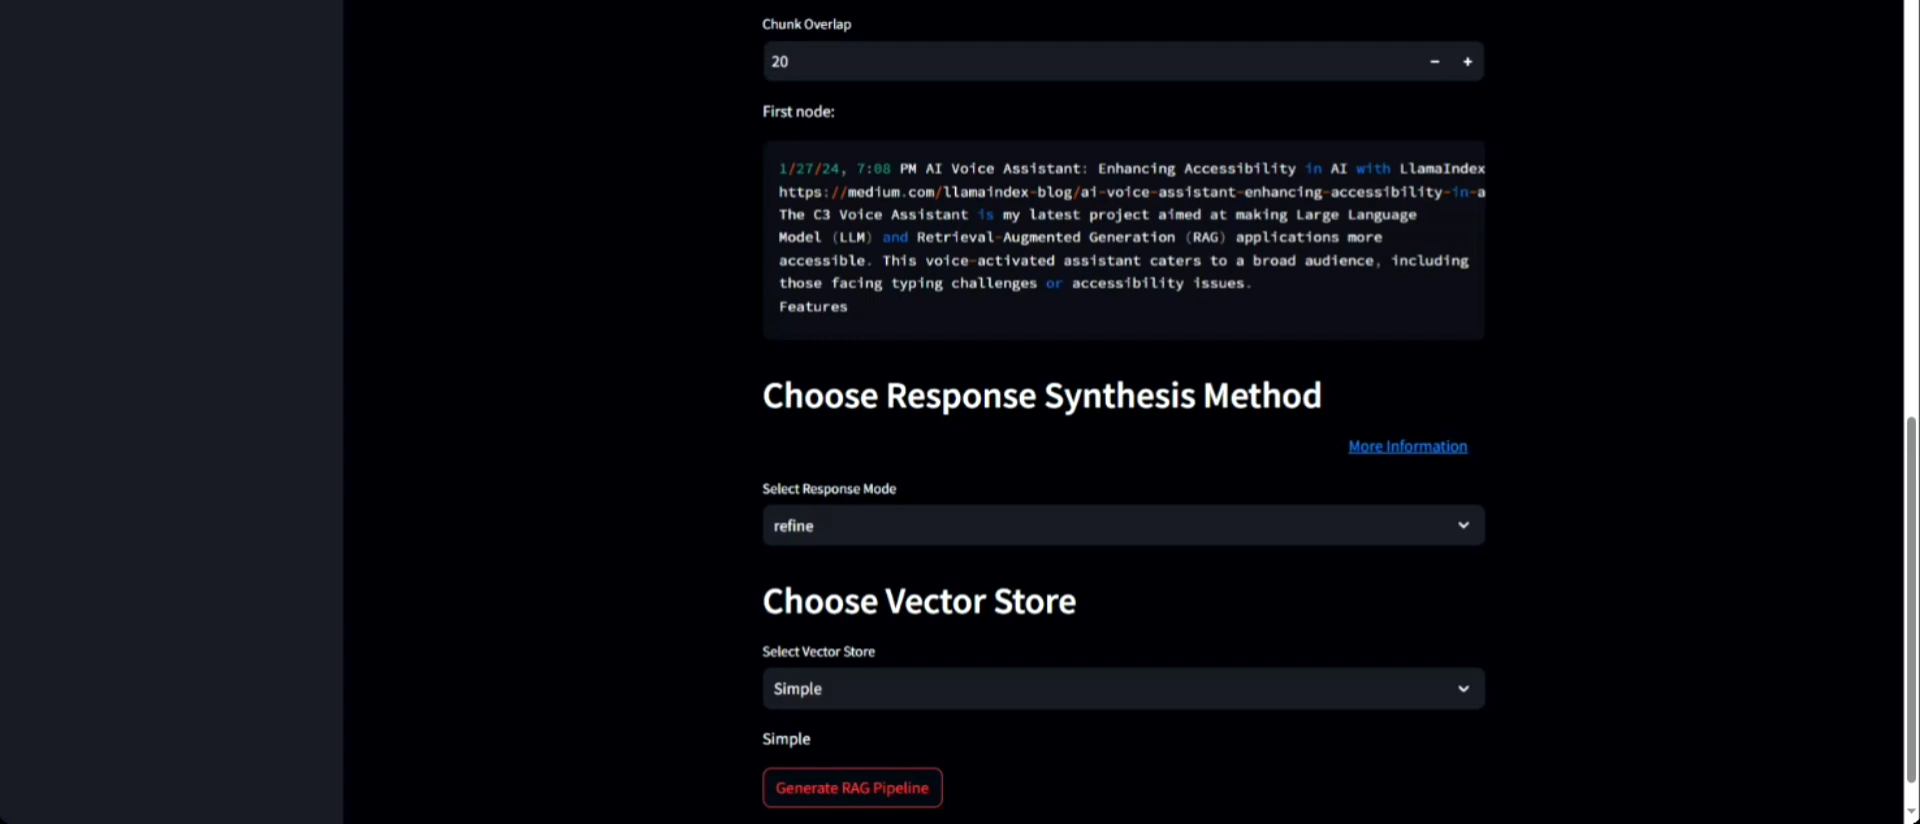 Chunk Overlap
20
First node:
1/27/24, 7:08 PM AI Voice Assistant: Enhancing Accessibility in AI with LlamaIndex
https://medium.com/llamaindex-blog/ai-voice-assistant-enhancing-accessibility-in-a
The C3 Voice Assistant is my latest project aimed at making Large Language
Model (LLM) and Retrieval-Augmented Generation (RAG) applications more
accessible. This voice-activated assistant caters to a broad audience, including
those facing typing challenges or accessibility issues.
Features
Choose Response Synthesis Method
More Information
Select Response Mode
refine
Choose Vector Store
Select Vector Store
Simple
Simple
Generate RAG Pipeline